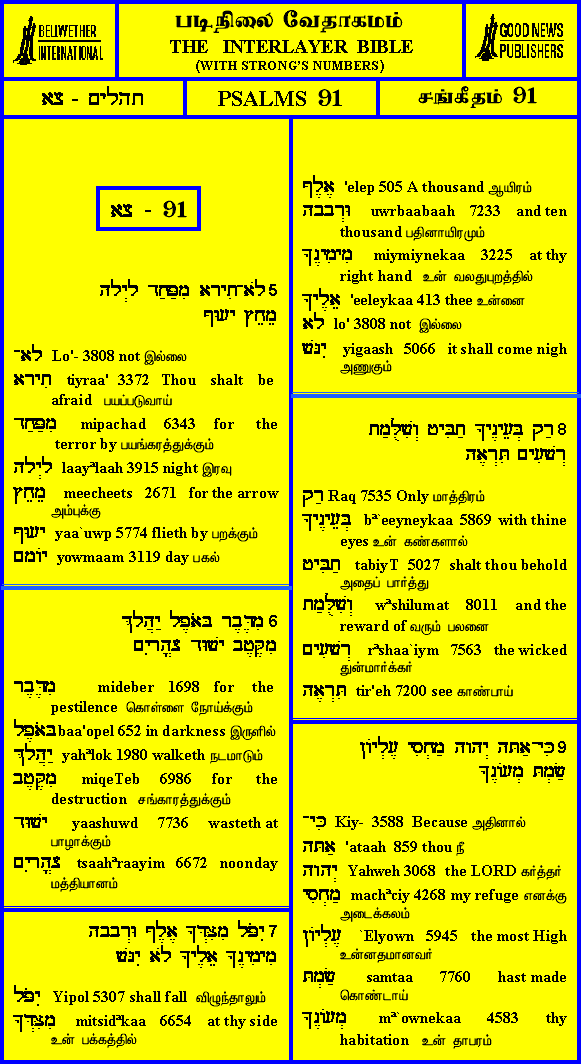 BELLWETHER
INTERNATIONAL
படிநிலை வேதாகமம்
THE INTERLAYER BIBLE
(WITH STRONG'S NUMBERS)
GOOD NEWS
PUBLISHERS
תהלים - צא
PSALMS 91
சங்கீதம் 91
צא - 91
5 לֹא־תִירָא מִפַּחַד לָיְלָה
מֵחֵץ יָעוּף
לֹא־ Lo'- 3808 not இல்லை
תִירָא tiyraa' 3372 Thou shalt be
afraid பயப்படுவாய்
מִפַּחַד mipachad 6343 for the
terror by பயங்கரத்துக்கும்
לָיְלָה laayªlaah 3915 night இரவு
מֵחֵץ meecheets 2671 for the arrow
அம்புக்கு
יָעוּף yaa`uwp 5774 flieth by பறக்கும்
יוֹמָם yowmaam 3119 day பகல்
6 מִדֶּבֶר בָּאֹפֶל יַהֲלֹךְ
מִקֶּטֶב יָשׁוּד צָהֳרָיִם
מִדֶּבֶר mideber 1698 for the
pestilence கொள்ளை நோய்க்கும்
בָּאֹפֶל baa'opel 652 in darkness இருளில்
יַהֲלֹךְ yahªlok 1980 walketh நடமாடும்
מִקֶּטֶב miqeTeb 6986 for the
destruction சங்காரத்துக்கும்
יָשׁוּד yaashuwd 7736 wasteth at
பாழாக்கும்
צָהֳרָיִם tsaahªraayim 6672 noonday
மத்தியானம்
7 יִפֹּל מִצִּדְּךָ אֶלֶף וּרְבָבָה
מִימִינֶךָ אֵלֶיךָ לֹא יִגָּשׁ
יִפֹּל Yipol 5307 shall fall விழுந்தாலும்
מִצִּדְּךָ mitsidªkaa 6654 at thy side
உன் பக்கத்தில்
אֶלֶף 'elep 505 A thousand ஆயிரம்
וּרְבָבָה uwrbaabaah 7233 and ten
thousand பதினாயிரமும்
מִימִינֶךָ miymiynekaa 3225 at thy
right hand உன் வலதுபுறத்தில்
אֵלֶיךָ 'eeleykaa 413 thee உன்னை
לֹא lo' 3808 not இல்லை
יִגָּשׁ yigaash 5066 it shall come nigh
அணுகும்
8 רַק בְּעֵינֶיךָ תַבִּיט וְשִׁלֻּמַת
רְשָׁעִים תִּרְאֶה
רַק Raq 7535 Only மாத்திரம்
בְּעֵינֶיךָ bª`eeyneykaa 5869 with thine
eyes உன் கண்களால்
תַבִּיט tabiyT 5027 shalt thou behold
அதைப் பார்த்து
וְשִׁלֻּמַת wªshilumat 8011 and the
reward of வரும் பலனை
רְשָׁעִים rªshaa`iym 7563 the wicked
துன்மார்க்கர்
תִּרְאֶה tir'eh 7200 see காண்பாய்
9 כִּי־אַתָּה יְהוָה מַחְסִי עֶלְיוֹן
שַׂמְתָּ מְעוֹנֶךָ
כִּי־ Kiy- 3588 Because அதினால்
אַתָּה 'ataah 859 thou நீ
יְהוָה Yahweh 3068 the LORD கர்த்தர்
מַחְסִי machªciy 4268 my refuge எனக்கு
அடைக்கலம்
עֶלְיוֹן `Elyown 5945 the most High
உன்னதமானவர்
שַׂמְתָּ samtaa 7760 hast made
கொண்டாய்
מְעוֹנֶךָ mª`ownekaa 4583 thy
habitation உன் தாபரம்